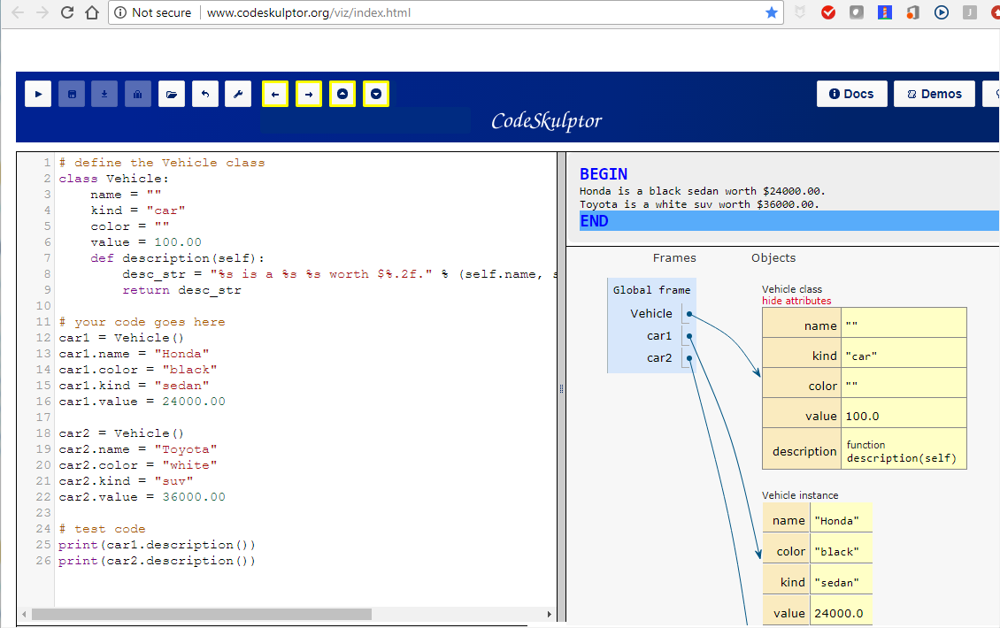 Not secure | www.codeskulptor.org/viz/index.html
Docs
Demos
CodeSkulptor
1 # define the Vehicle class
2 class Vehicle:
3     name = ""
4     kind = "car"
5     color = ""
6     value = 100.00
7     def description(self):
8         desc_str = "%s is a %s %s worth $%.2f." % (self.name, s
9         return desc_str
10
11 # your code goes here
12 car1 = Vehicle()
13 car1.name = "Honda"
14 car1.color = "black"
15 car1.kind = "sedan"
16 car1.value = 24000.00
17
18 car2 = Vehicle()
19 car2.name = "Toyota"
20 car2.color = "white"
21 car2.kind = "suv"
22 car2.value = 36000.00
23
24 # test code
25 print(car1.description())
26 print(car2.description())
BEGIN
Honda is a black sedan worth $24000.00.
Toyota is a white suv worth $36000.00.
END
Frames
Objects
Global frame
Vehicle
car1
car2
Vehicle class
hide attributes
name ""
kind "car"
color ""
value 100.0
description function
description(self)
Vehicle instance
name "Honda"
color "black"
kind "sedan"
value 24000.0